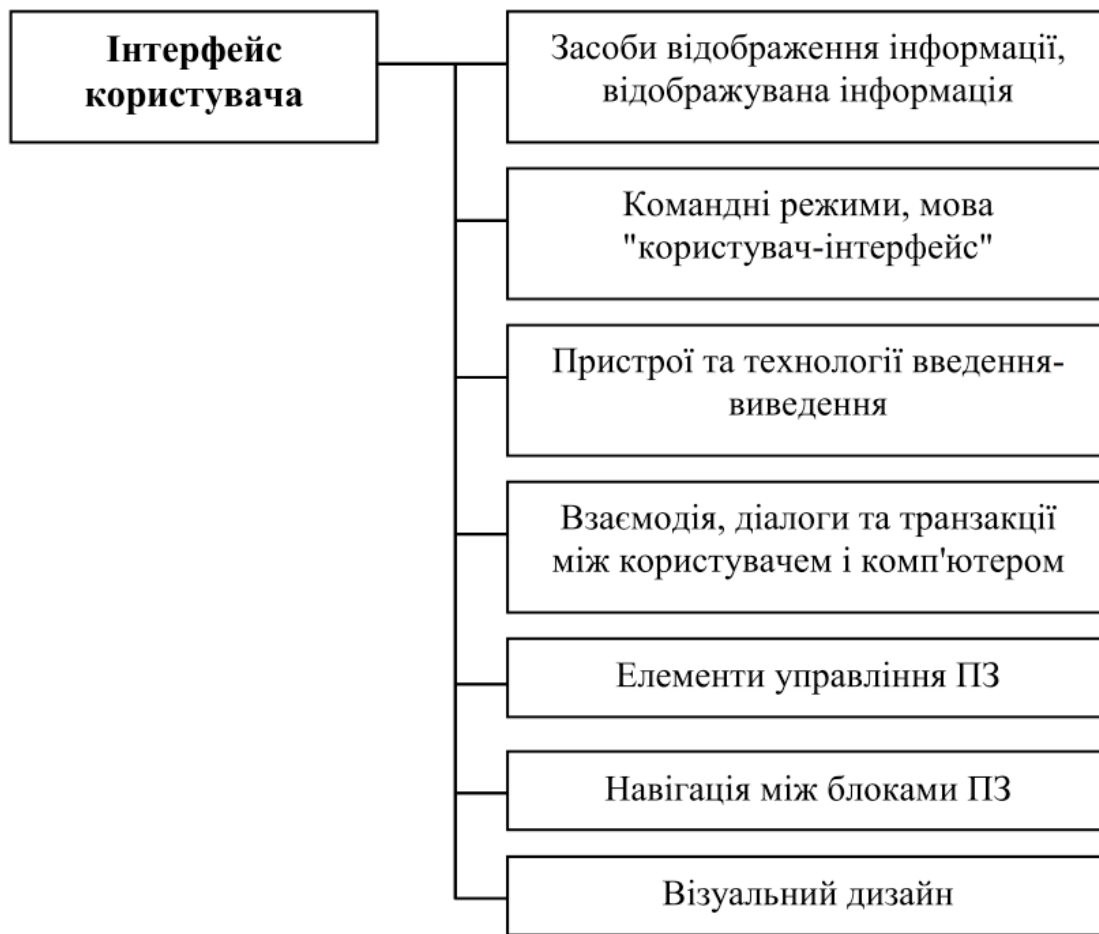 Інтерфейс
користувача
Засоби відображення інформації,
відображувана інформація
Командні режими, мова
"користувач-інтерфейс"
Пристрої та технології введення-
виведення
Взаємодія, діалоги та транзакції
між користувачем і комп'ютером
Елементи управління ПЗ
Навігація між блоками ПЗ
Візуальний дизайн